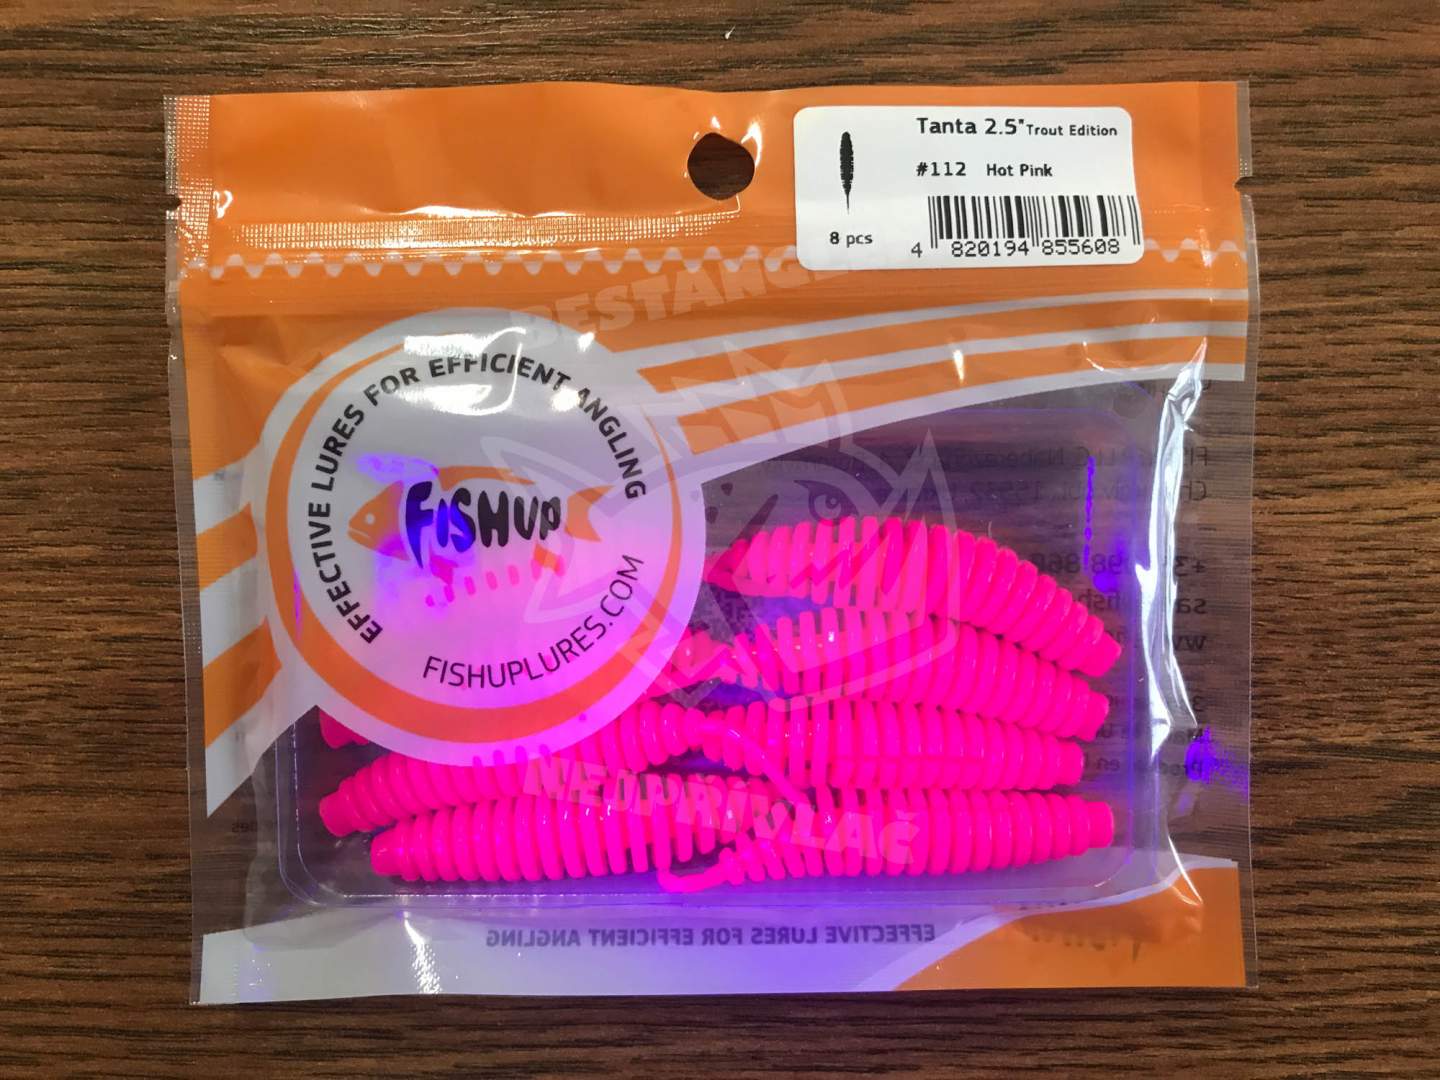 Tanta 2.5" Trout Edition
#112 Hot Pink
8 pcs
4 820194 855608
EFFECTIVE LURES FOR EFFICIENT ANGLING
FISHUP
FISHUPLURES.COM
NEJPŘÍVLAČ
EFFECTIVE LURES FOR EFFICIENT ANGLING